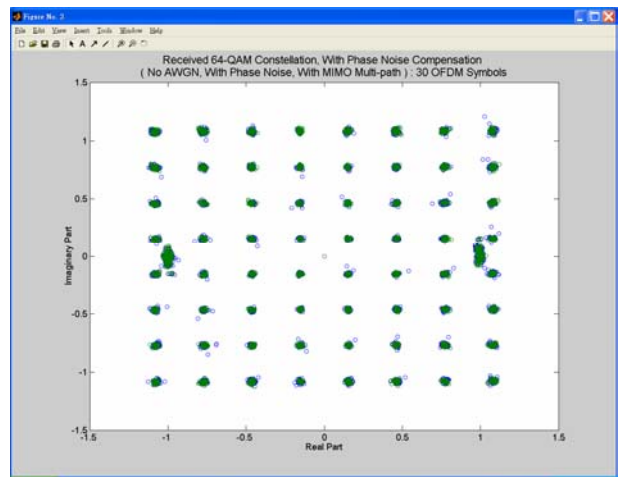 Figure No. 3
File Edit View Insert Tools Window Help
Received 64-QAM Constellation, With Phase Noise Compensation
( No AWGN, With Phase Noise, With MIMO Multi-path ) : 30 OFDM Symbols
1.5
1
0.5
0
-0.5
-1
-1.5
Imaginary Part
-1.5 -1 -0.5 0 0.5 1 1.5
Real Part